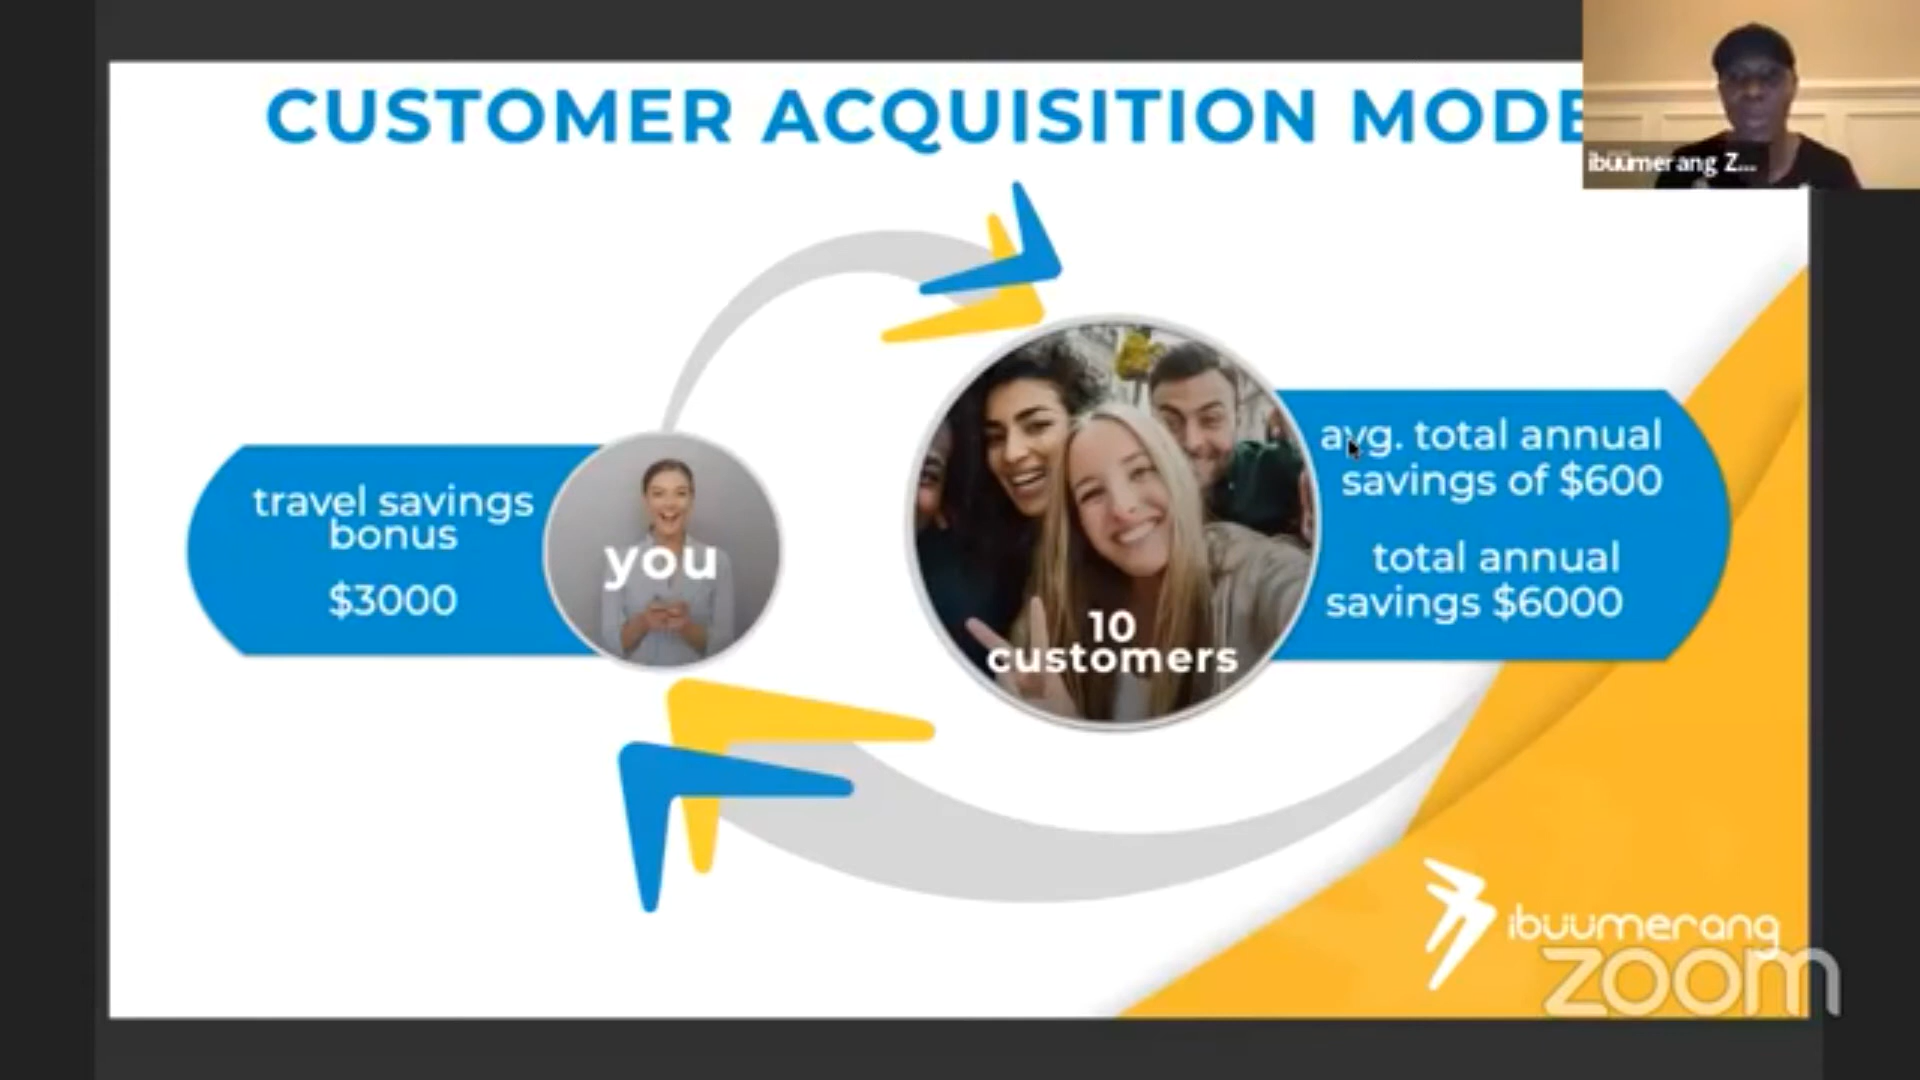 CUSTOMER ACQUISITION MODE
ibuumerang Z...
travel savings
bonus
$3000
you
10
customers
avg. total annual
savings of $600
total annual
savings $6000
ibuumerang
zoom